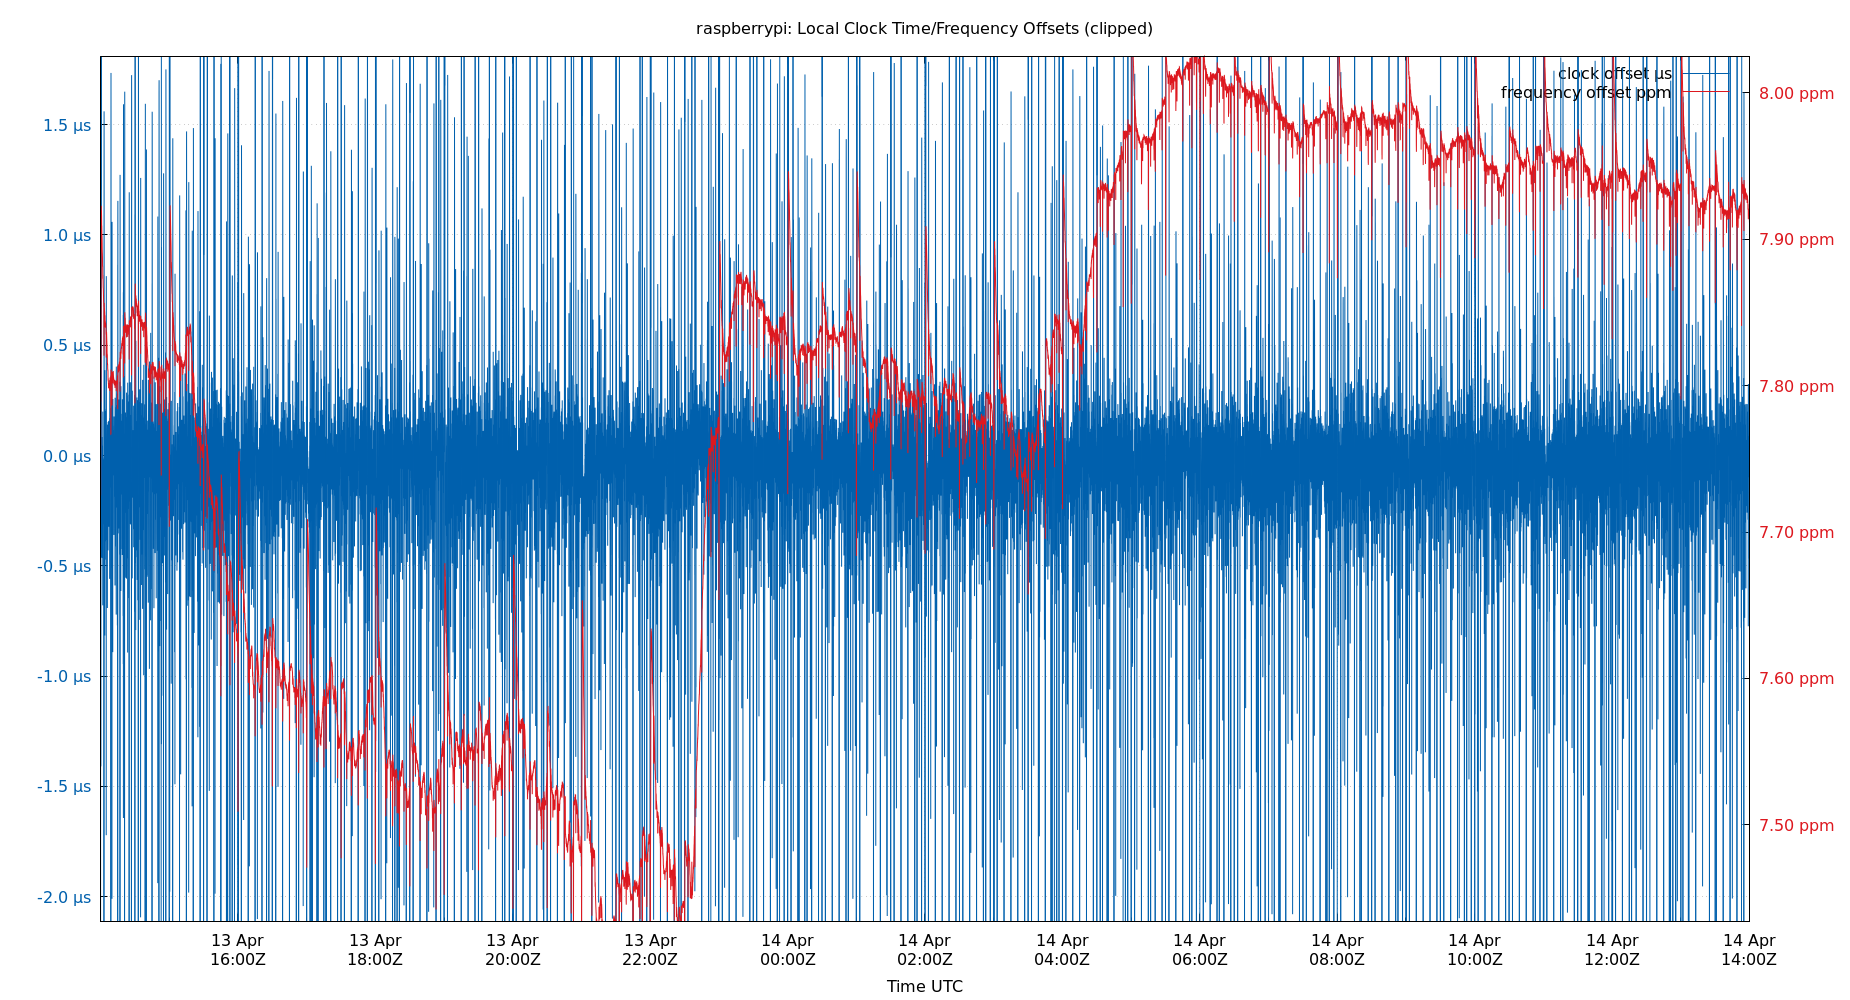 raspberrypi: Local Clock Time/Frequency Offsets (clipped)
clock offset µs
frequency offset ppm
1.5 µs
1.0 µs
0.5 µs
0.0 µs
-0.5 µs
-1.0 µs
-1.5 µs
-2.0 µs
8.00 ppm
7.90 ppm
7.80 ppm
7.70 ppm
7.60 ppm
7.50 ppm
13 Apr 13 Apr 13 Apr 13 Apr 14 Apr 14 Apr 14 Apr 14 Apr 14 Apr 14 Apr 14 Apr 14 Apr
16:00Z 18:00Z 20:00Z 22:00Z 00:00Z 02:00Z 04:00Z 06:00Z 08:00Z 10:00Z 12:00Z 14:00Z
Time UTC